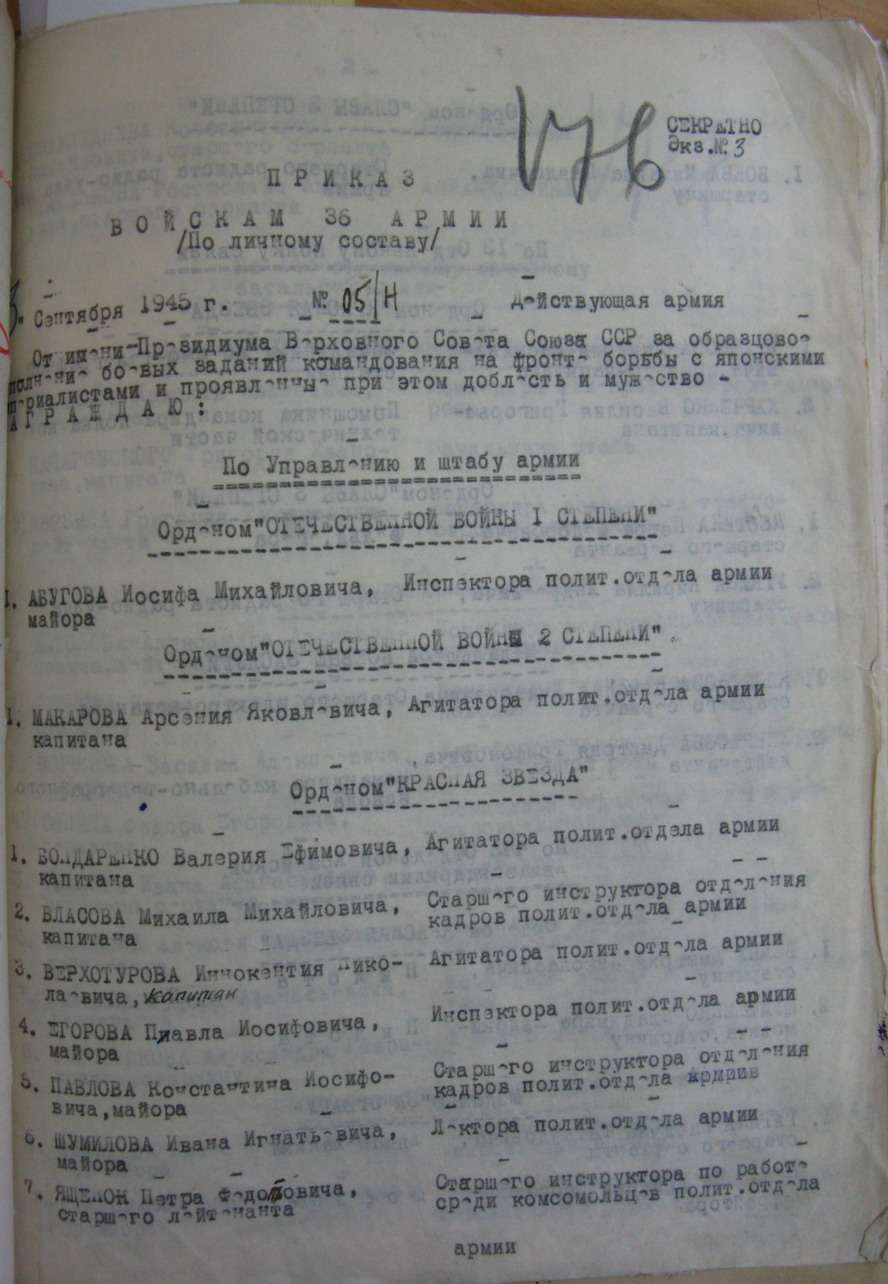 176
СЕКРЕТНО
Экз.№ 3
ПРИКАЗ
ВОЙСКАМ 36 АРМИИ
/По личному составу/
Сентября 1945 г. № 05/Н Действующая армия
От имени Президиума Верховного Совета Союза ССР за образцовое
полнение боевых заданий командования на фронте борьбы с японскими
периалистами и проявленные при этом доблесть и мужество -
АГРАЖДАЮ:
По Управлению и штабу армии
Орденом"ОТЕЧЕСТВЕННОЙ ВОЙНЫ I СТЕПЕНИ"
1. АБУГОВА Иосифа Михайловича, Инспектора полит.отдела армии
майора
Орденом"ОТЕЧЕСТВЕННОЙ ВОЙНЫ 2 СТЕПЕНИ"
1. МАКАРОВА Арсения Яковлевича, Агитатора полит.отдела армии
капитана
Орденом"КРАСНАЯ ЗВЕЗДА"
1. БОНДАРЕНКО Валерия Ефимовича, Агитатора полит.отдела армии
капитана
2. ВЛАСОВА Михаила Михайловича, Старшего инструктора отделения
капитана кадров полит.отдела армии
3. ВЕРХОТУРОВА Иннокентия Нико- Агитатора полит.отдела армии
лаевича, капитан
4. ЕГОРОВА Павла Иосифовича, Инспектора полит.отдела армии
майора
5. ПАВЛОВА Константина Иосифо- Старшего инструктора отделения
вича,майора кадров полит.отдела армии
6. ШУМИЛОВА Ивана Игнатьевича, Лектора полит.отдела армии
майора
7. ЯЩЕНОК Петра Федотовича, Старшего инструктора по работе
старшего лейтенанта среди комсомольцев полит.отдела
армии